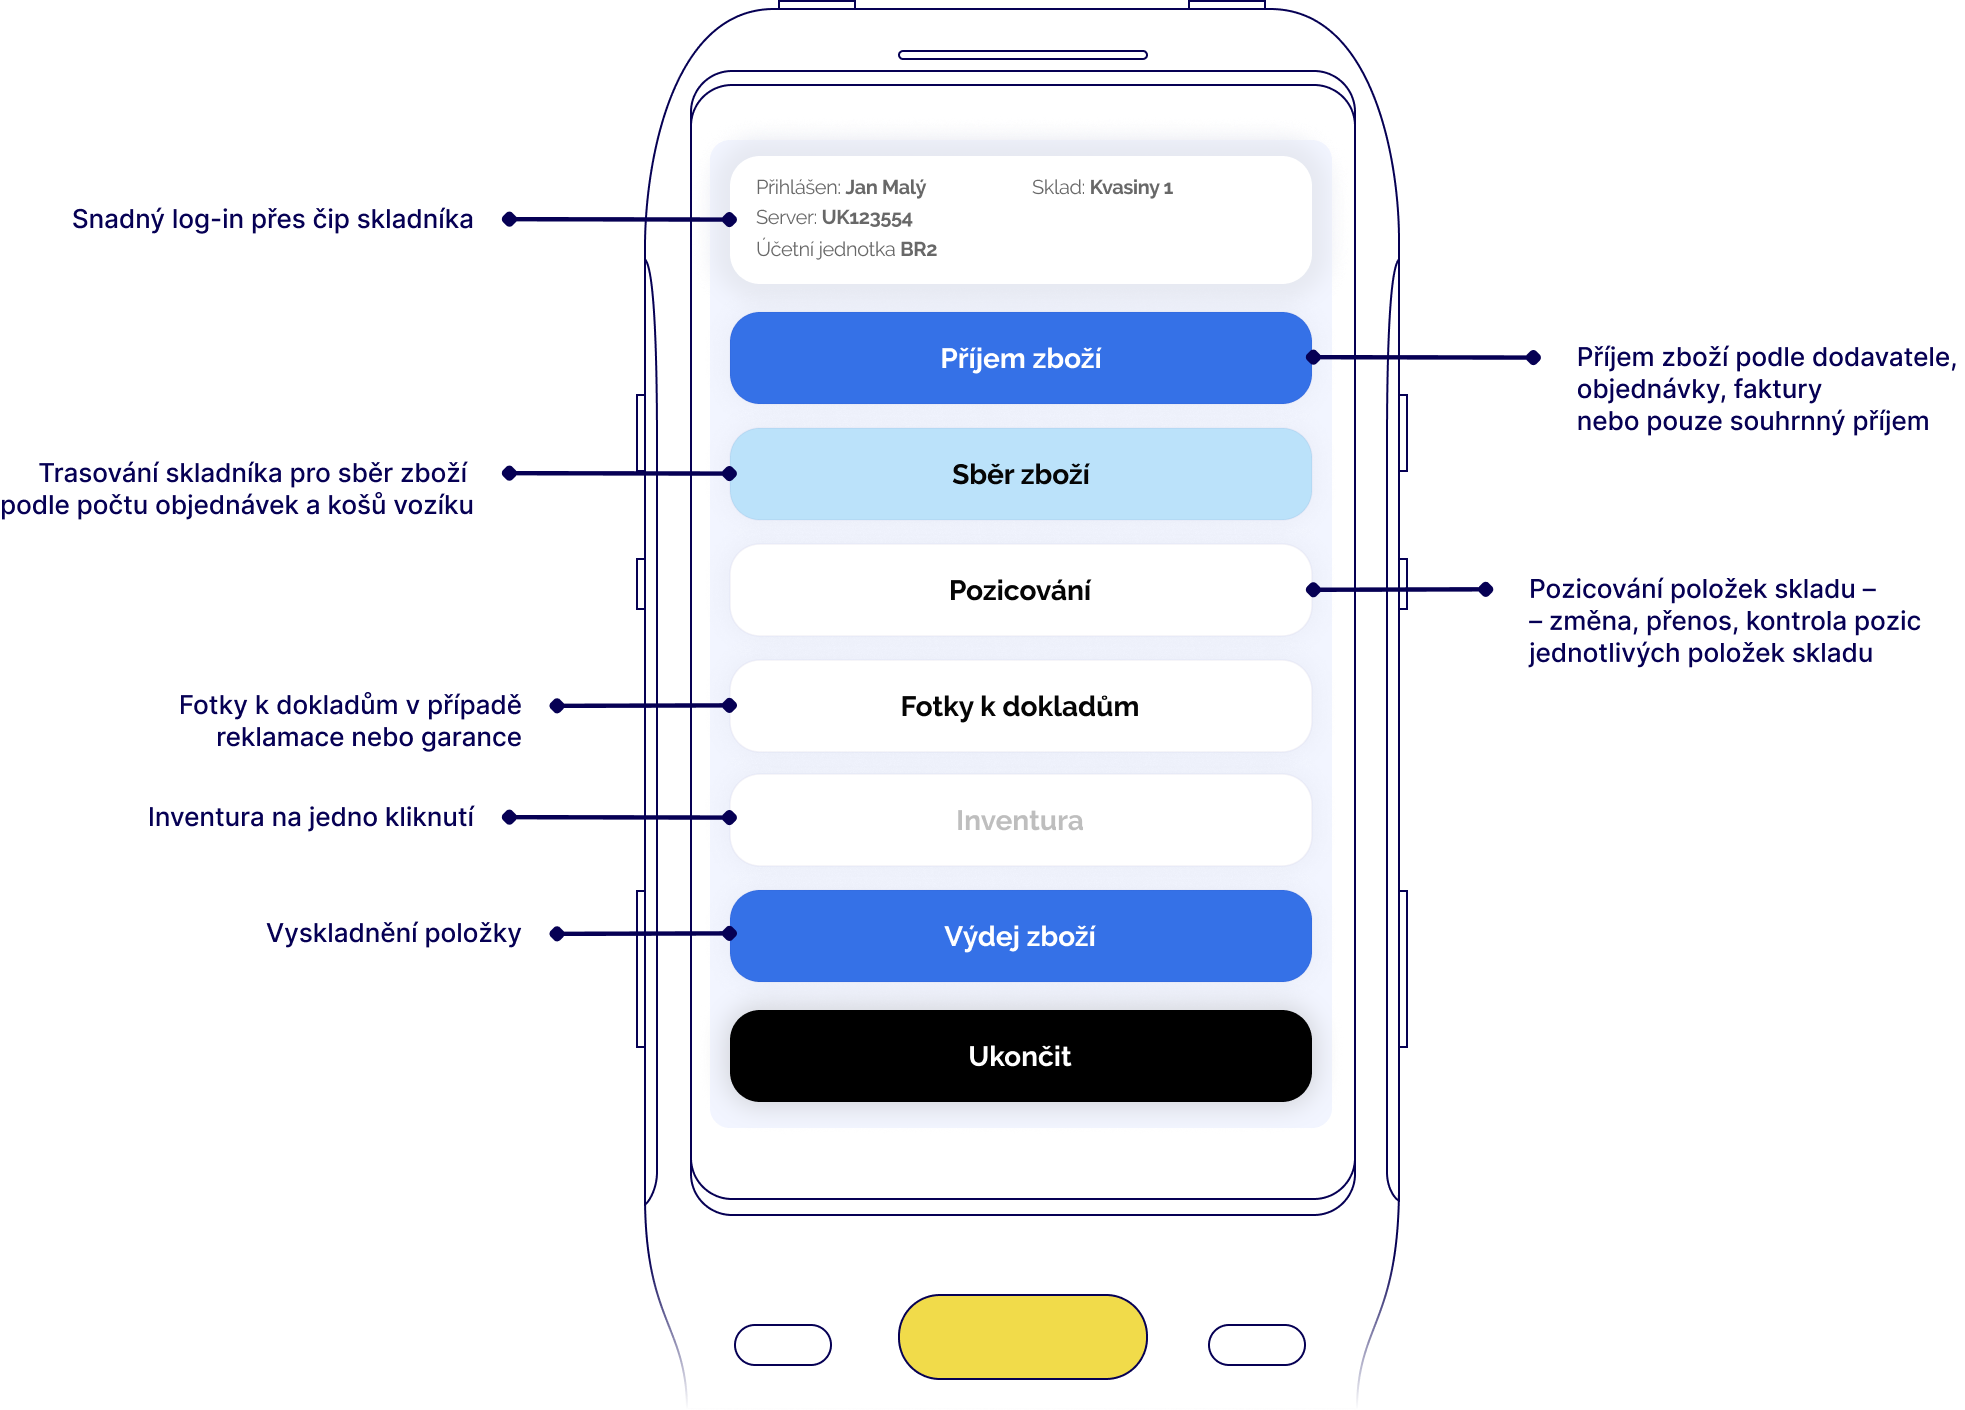 Snadný log-in přes čip skladníka
Přihlášen: Jan Malý
Sklad: Kvasiny 1
Server: UK123554
Účetní jednotka BR2
Příjem zboží
Příjem zboží podle dodavatele,
objednávky, faktury
nebo pouze souhrnný příjem
Trasování skladníka pro sběr zboží
podle počtu objednávek a košů vozíku
Sběr zboží
Pozicování
Pozicování položek skladu –
– změna, přenos, kontrola pozic
jednotlivých položek skladu
Fotky k dokladům v případě
reklamace nebo garance
Fotky k dokladům
Inventura na jedno kliknutí
Inventura
Vyskladnění položky
Výdej zboží
Ukončit